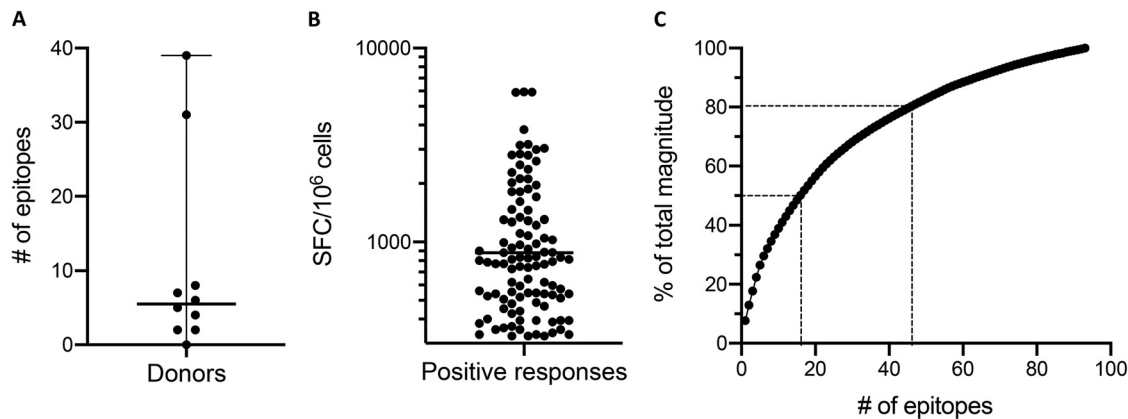 A
# of epitopes
40
30
20
10
0
Donors
B
SFC/10⁶ cells
10000
1000
Positive responses
C
% of total magnitude
100
80
60
40
20
0
0 20 40 60 80 100
# of epitopes